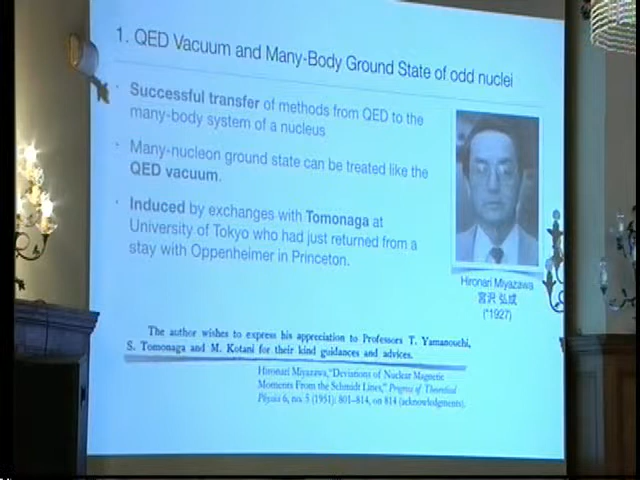 1. QED Vacuum and Many-Body Ground State of odd nuclei
· Successful transfer of methods from QED to the
many-body system of a nucleus
· Many-nucleon ground state can be treated like the
QED vacuum.
· Induced by exchanges with Tomonaga at
University of Tokyo who had just returned from a
stay with Oppenheimer in Princeton.
Hironari Miyazawa
宮沢 弘成
(*1927)
The author wishes to express his appreciation to Professors T. Yamanouchi,
S. Tomonaga and M. Kotani for their kind guidances and advices.
Hironari Miyazawa, "Deviations of Nuclear Magnetic
Moments From the Schmidt Lines," Progress of Theoretical
Physics 6, no. 5 (1951): 801–814, on 814 (acknowledgments).